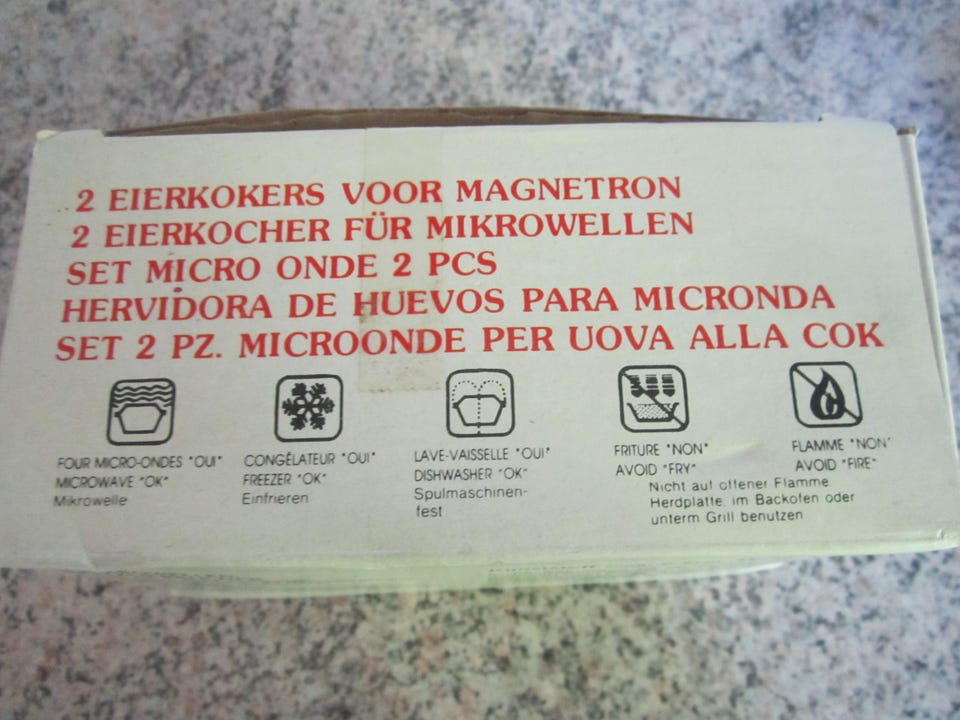 2 EIERKOKERS VOOR MAGNETRON
2 EIERKOCHER FÜR MIKROWELLEN
SET MICRO ONDE 2 PCS
HERVIDORA DE HUEVOS PARA MICRONDA
SET 2 PZ. MICROONDE PER UOVA ALLA COK
FOUR MICRO-ONDES "OUI"
MICROWAVE "OK"
Mikrowelle
CONGÉLATEUR "OUI"
FREEZER "OK"
Einfrieren
LAVE-VAISSELLE "OUI"
DISHWASHER "OK"
Spulmaschinen-
fest
FRITURE "NON"
AVOID "FRY"
FLAMME "NON"
AVOID "FIRE"
Nicht auf offener Flamme
Herdplatte, im Backofen oder
unterm Grill benutzen